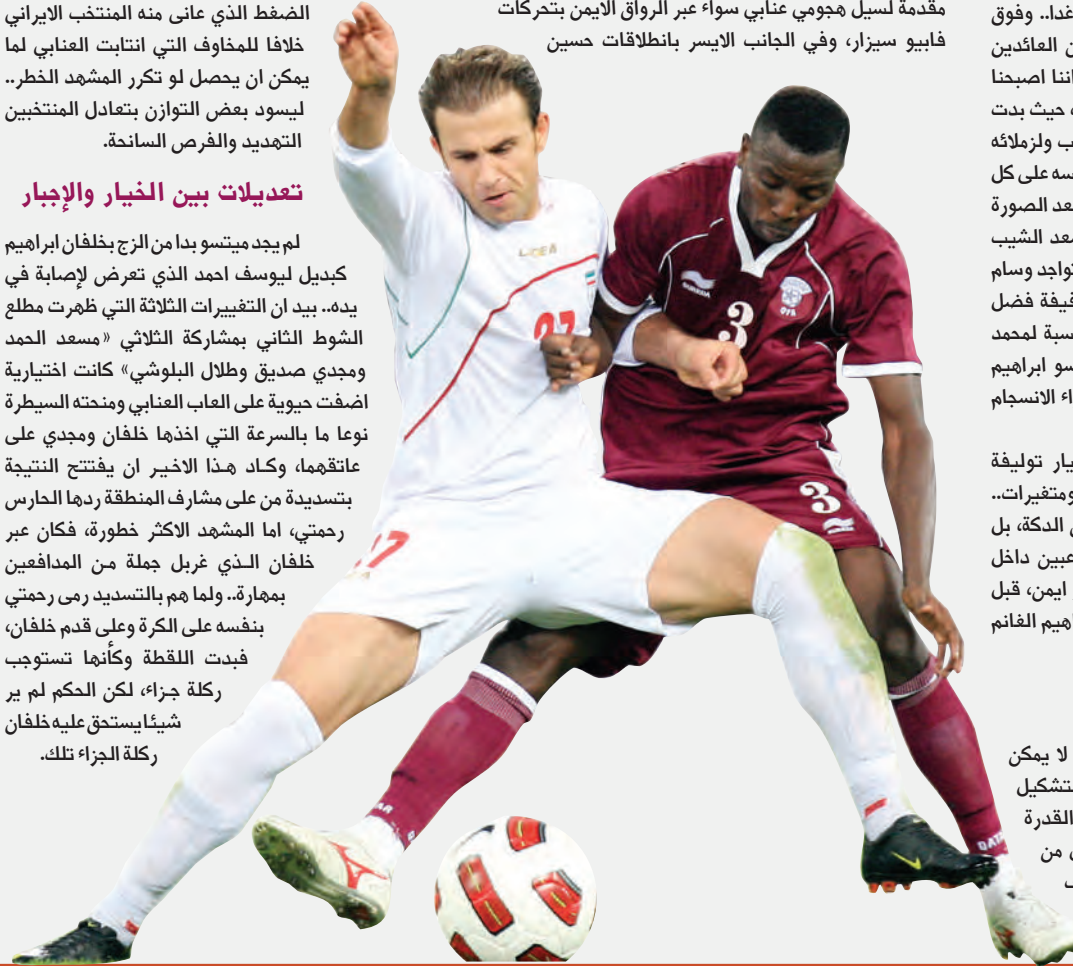 غدا.. وفوق
ن العائدين
اننا اصبحنا
، حيث بدت
ب ولزملائه
سه على كل
عد الصورة
سعد الشيب
تواجد وسام
قيفة فضل
سبة لمحمد
سو ابراهيم
اء الانسجام
يار توليفة
ومتغيرات..
ى الدكة، بل
عبين داخل
ايمن، قبل
اهيم الغانم
لا يمكن
تشكيل
القدرة
من
مقدمة لسيل هجومي عنابي سواء عبر الرواق الايمن بتحركات
فابيو سيزار، وفي الجانب الايسر بانطلاقات حسين
الضغط الذي عانى منه المنتخب الايراني
خلافا للمخاوف التي انتابت العنابي لما
يمكن ان يحصل لو تكرر المشهد الخطر..
ليسود بعض التوازن بتعادل المنتخبين
التهديد والفرص السانحة.
تعديلات بين الخيار والإجبار
لم يجد ميتسو بدا من الزج بخلفان ابراهيم
كبديل ليوسف احمد الذي تعرض لإصابة في
يده.. بيد ان التغييرات الثلاثة التي ظهرت مطلع
الشوط الثاني بمشاركة الثلاثي «مسعد الحمد
ومجدي صديق وطلال البلوشي» كانت اختيارية
اضفت حيوية على العاب العنابي ومنحته السيطرة
نوعا ما بالسرعة التي اخذها خلفان ومجدي على
عاتقهما، وكاد هذا الاخير ان يفتتح النتيجة
بتسديدة من على مشارف المنطقة ردها الحارس
رحمتي، اما المشهد الاكثر خطورة، فكان عبر
خلفان الذي غربل جملة من المدافعين
بمهارة.. ولما هم بالتسديد رمى رحمتي
بنفسه على الكرة وعلى قدم خلفان،
فبدت اللقطة وكأنها تستوجب
ركلة جزاء، لكن الحكم لم ير
شيئا يستحق عليه خلفان
ركلة الجزاء تلك.
3
BURRDA
QFA
3
27